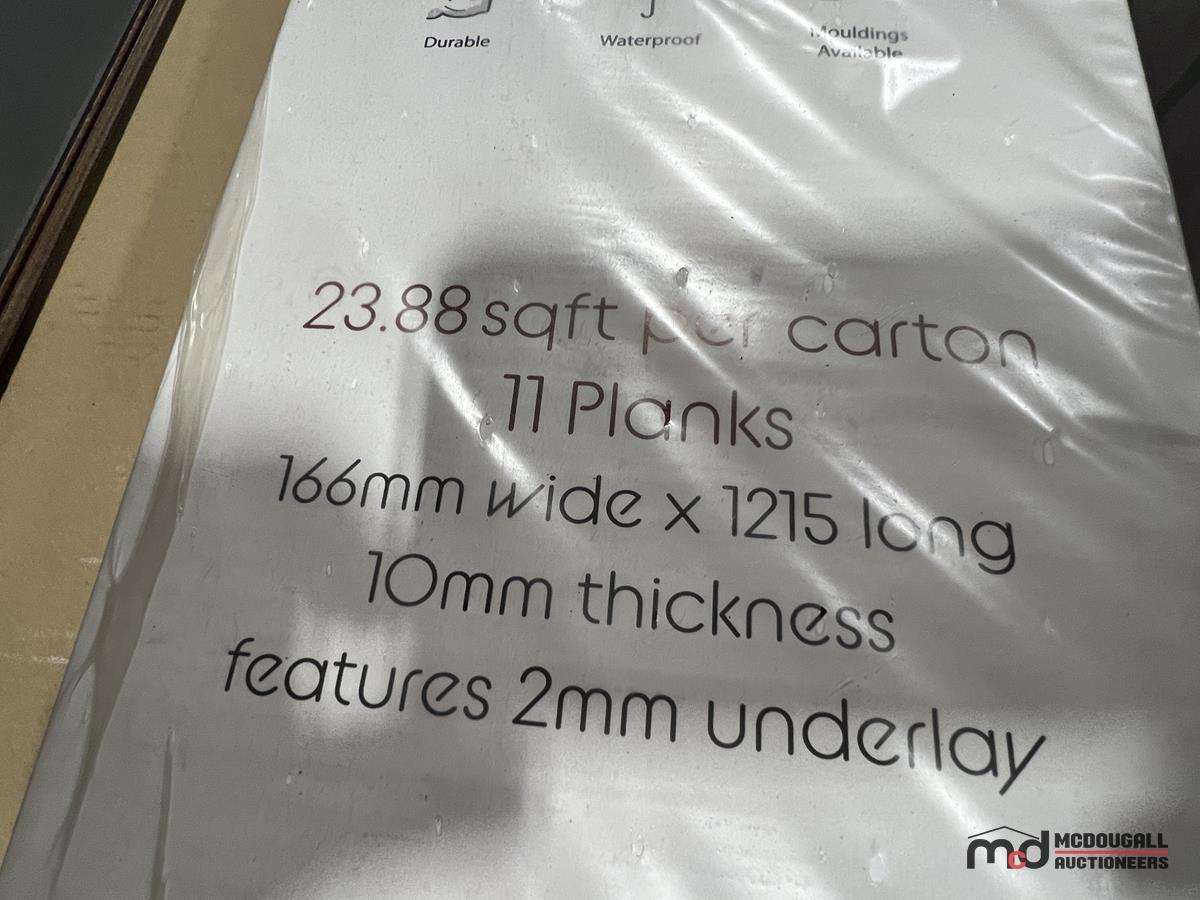 Durable
Waterproof
Mouldings
Available
23.88 sqft per carton
11 Planks
166mm wide x 1215 long
10mm thickness
features 2mm underlay
mcd MCDOUGALL
AUCTIONEERS